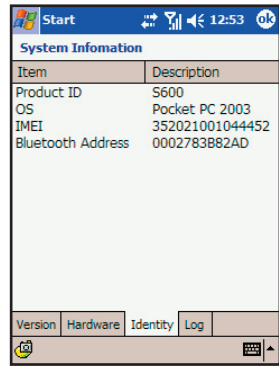 Start 12:53 ok
System Infomation
Item Description
Product ID S600
OS Pocket PC 2003
IMEI 352021001044452
Bluetooth Address 0002783B82AD
Version Hardware Identity Log